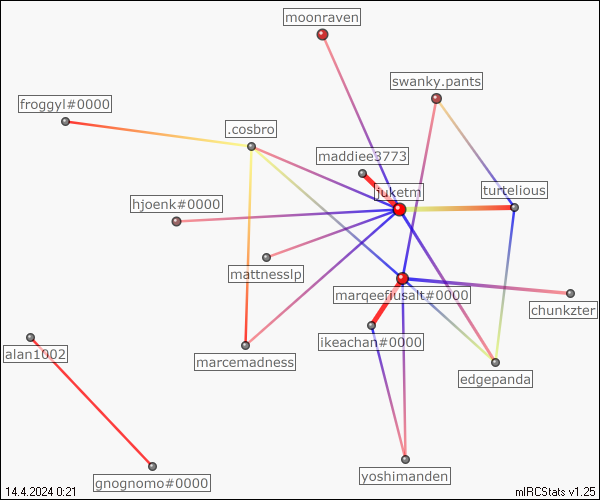 moonraven
swanky.pants
froggyl#0000
.cosbro
maddiee3773
juketm
turtelious
hjoenk#0000
mattnesslp
marqeefiusalt#0000
chunkzter
ikeachan#0000
alan1002
marcemadness
edgepanda
yoshimanden
gnognomo#0000
14.4.2024 0:21
mIRCStats v1.25